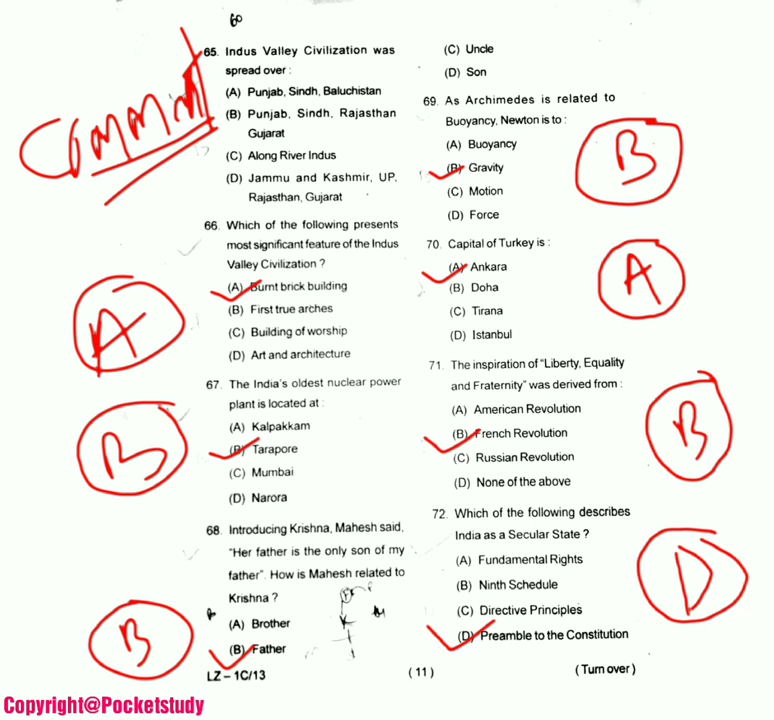 60
65. Indus Valley Civilization was
spread over :
(A) Punjab, Sindh, Baluchistan
(B) Punjab, Sindh, Rajasthan
Gujarat
(C) Along River Indus
(D) Jammu and Kashmir, UP,
Rajasthan, Gujarat
Comment
66. Which of the following presents
most significant feature of the Indus
Valley Civilization ?
(A) Burnt brick building
(B) First true arches
(C) Building of worship
(D) Art and architecture
A
67. The India's oldest nuclear power
plant is located at :
(A) Kalpakkam
(B) Tarapore
(C) Mumbai
(D) Narora
B
68. Introducing Krishna, Mahesh said,
"Her father is the only son of my
father". How is Mahesh related to
Krishna ?
(A) Brother
(B) Father
B
LZ – 1C/13
(C) Uncle
(D) Son
69. As Archimedes is related to
Buoyancy, Newton is to :
(A) Buoyancy
(B) Gravity
(C) Motion
(D) Force
B
70. Capital of Turkey is :
(A) Ankara
(B) Doha
(C) Tirana
(D) Istanbul
A
71. The inspiration of "Liberty, Equality
and Fraternity" was derived from :
(A) American Revolution
(B) French Revolution
(C) Russian Revolution
(D) None of the above
B
72. Which of the following describes
India as a Secular State ?
(A) Fundamental Rights
(B) Ninth Schedule
(C) Directive Principles
(D) Preamble to the Constitution
D
( 11 )
( Turn over )
Copyright@Pocketstudy